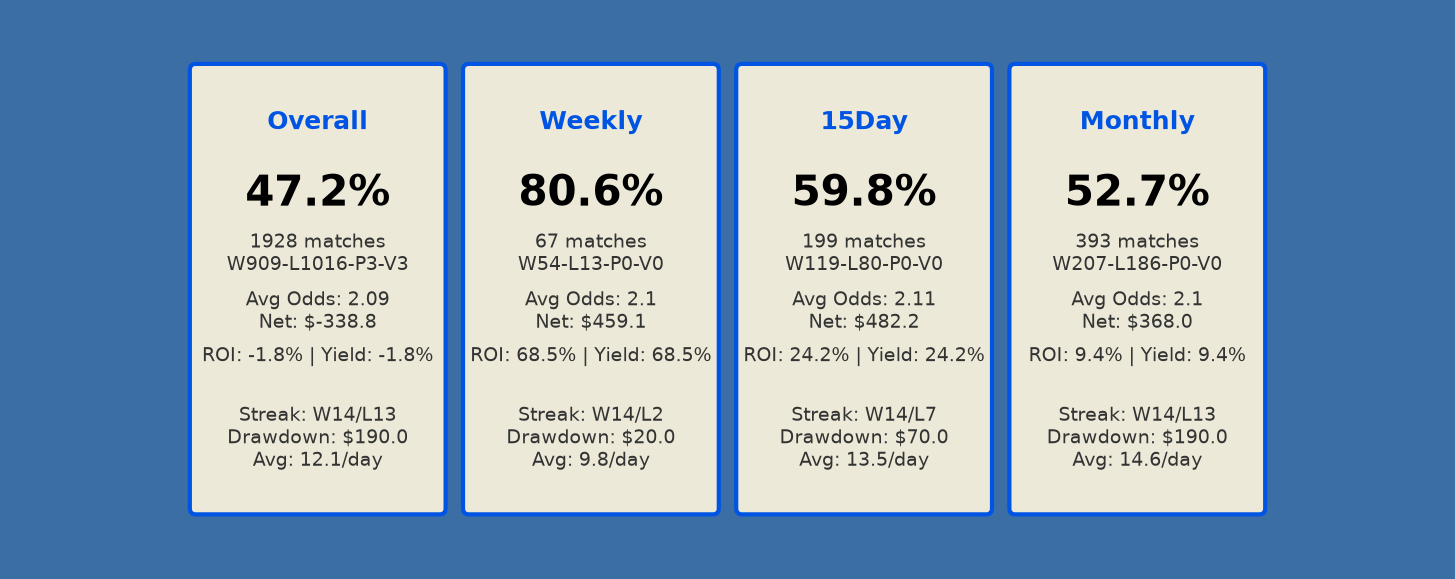 Overall
47.2%
1928 matches
W909-L1016-P3-V3
Avg Odds: 2.09
Net: $-338.8
ROI: -1.8% | Yield: -1.8%
Streak: W14/L13
Drawdown: $190.0
Avg: 12.1/day
Weekly
80.6%
67 matches
W54-L13-P0-V0
Avg Odds: 2.1
Net: $459.1
ROI: 68.5% | Yield: 68.5%
Streak: W14/L2
Drawdown: $20.0
Avg: 9.8/day
15Day
59.8%
199 matches
W119-L80-P0-V0
Avg Odds: 2.11
Net: $482.2
ROI: 24.2% | Yield: 24.2%
Streak: W14/L7
Drawdown: $70.0
Avg: 13.5/day
Monthly
52.7%
393 matches
W207-L186-P0-V0
Avg Odds: 2.1
Net: $368.0
ROI: 9.4% | Yield: 9.4%
Streak: W14/L13
Drawdown: $190.0
Avg: 14.6/day